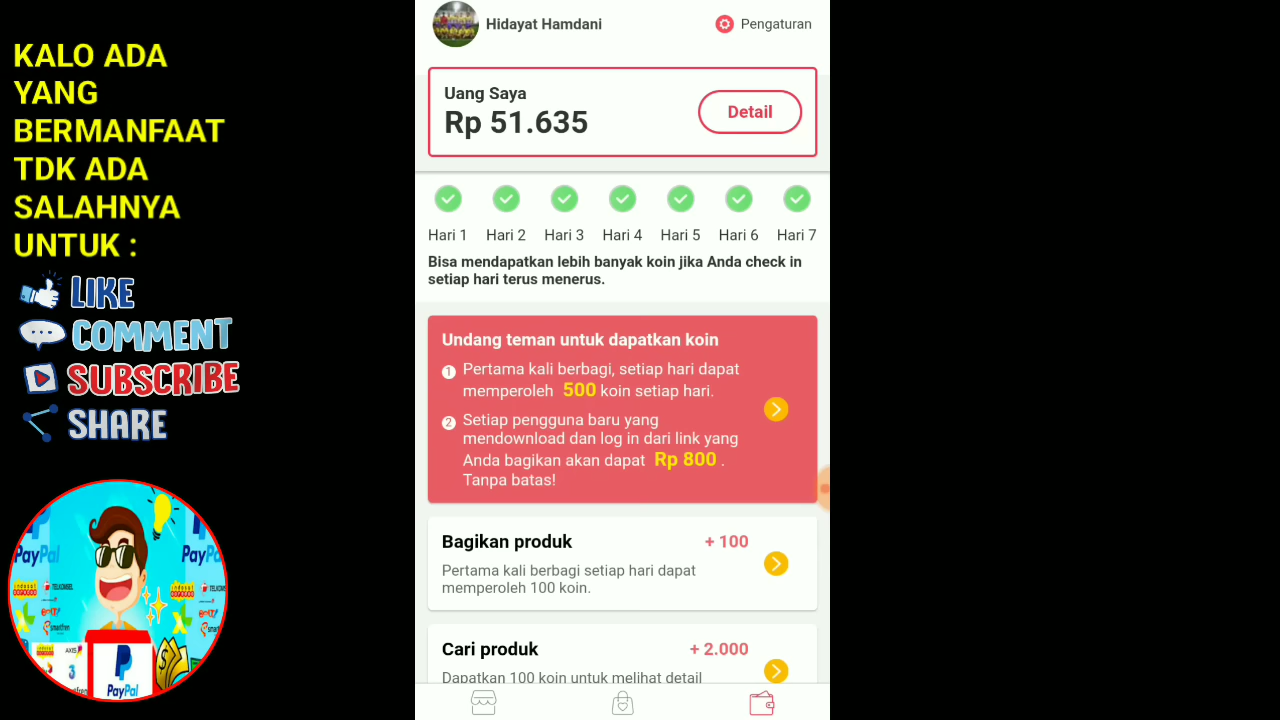 KALO ADA
YANG
BERMANFAAT
TDK ADA
SALAHNYA
UNTUK :
LIKE
COMMENT
SUBSCRIBE
SHARE
PayPal
PayPal
PayPal
Hidayat Hamdani
Pengaturan
Uang Saya
Rp 51.635
Detail
Hari 1 Hari 2 Hari 3 Hari 4 Hari 5 Hari 6 Hari 7
Bisa mendapatkan lebih banyak koin jika Anda check in
setiap hari terus menerus.
Undang teman untuk dapatkan koin
1 Pertama kali berbagi, setiap hari dapat
memperoleh 500 koin setiap hari.
2 Setiap pengguna baru yang
mendownload dan log in dari link yang
Anda bagikan akan dapat Rp 800 .
Tanpa batas!
Bagikan produk + 100
Pertama kali berbagi setiap hari dapat
memperoleh 100 koin.
Cari produk + 2.000
Dapatkan 100 koin untuk melihat detail